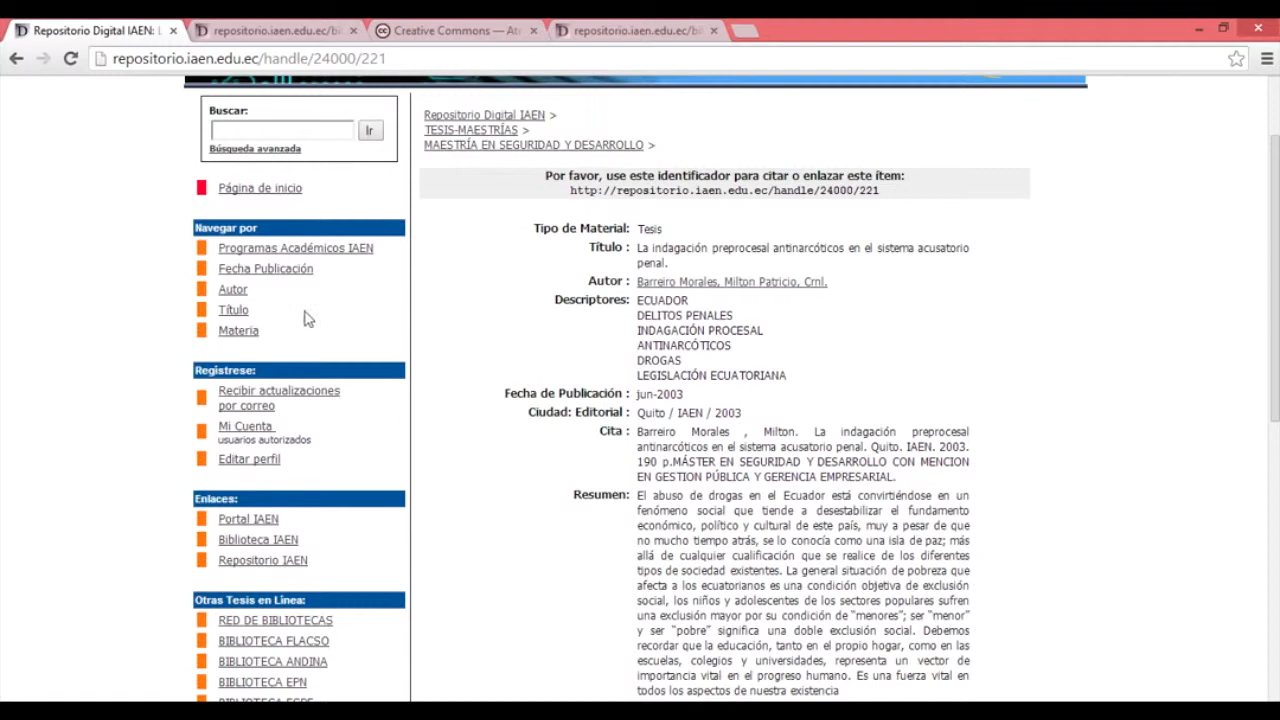 Repositorio Digital IAEN: L
repositorio.iaen.edu.ec/bi
Creative Commons — Atr
repositorio.iaen.edu.ec/bi
repositorio.iaen.edu.ec/handle/24000/221
Buscar:
Ir
Búsqueda avanzada
Página de inicio
Navegar por
Programas Académicos IAEN
Fecha Publicación
Autor
Título
Materia
Registrese:
Recibir actualizaciones
por correo
Mi Cuenta
usuarios autorizados
Editar perfil
Enlaces:
Portal IAEN
Biblioteca IAEN
Repositorio IAEN
Otras Tesis en Línea:
RED DE BIBLIOTECAS
BIBLIOTECA FLACSO
BIBLIOTECA ANDINA
BIBLIOTECA EPN
BIBLIOTECA ESPE
Repositorio Digital IAEN >
TESIS-MAESTRÍAS >
MAESTRÍA EN SEGURIDAD Y DESARROLLO >
Por favor, use este identificador para citar o enlazar este ítem:
http://repositorio.iaen.edu.ec/handle/24000/221
Tipo de Material: Tesis
Título : La indagación preprocesal antinarcóticos en el sistema acusatorio
penal.
Autor : Barreiro Morales, Milton Patricio, Crnl.
Descriptores: ECUADOR
DELITOS PENALES
INDAGACIÓN PROCESAL
ANTINARCÓTICOS
DROGAS
LEGISLACIÓN ECUATORIANA
Fecha de Publicación : jun-2003
Ciudad: Editorial : Quito / IAEN / 2003
Cita : Barreiro Morales , Milton. La indagación preprocesal
antinarcóticos en el sistema acusatorio penal. Quito. IAEN. 2003.
190 p.MÁSTER EN SEGURIDAD Y DESARROLLO CON MENCION
EN GESTION PÚBLICA Y GERENCIA EMPRESARIAL.
Resumen: El abuso de drogas en el Ecuador está convirtiéndose en un
fenómeno social que tiende a desestabilizar el fundamento
económico, político y cultural de este país, muy a pesar de que
no mucho tiempo atrás, se lo conocía como una isla de paz; más
allá de cualquier cualificación que se realice de los diferentes
tipos de sociedad existentes. La general situación de pobreza que
afecta a los ecuatorianos es una condición objetiva de exclusión
social, los niños y adolescentes de los sectores populares sufren
una exclusión mayor por su condición de "menores"; ser "menor"
y ser "pobre" significa una doble exclusión social. Debemos
recordar que la educación, tanto en el propio hogar, como en las
escuelas, colegios y universidades, representa un vector de
importancia vital en el progreso humano. Es una fuerza vital en
todos los aspectos de nuestra existencia